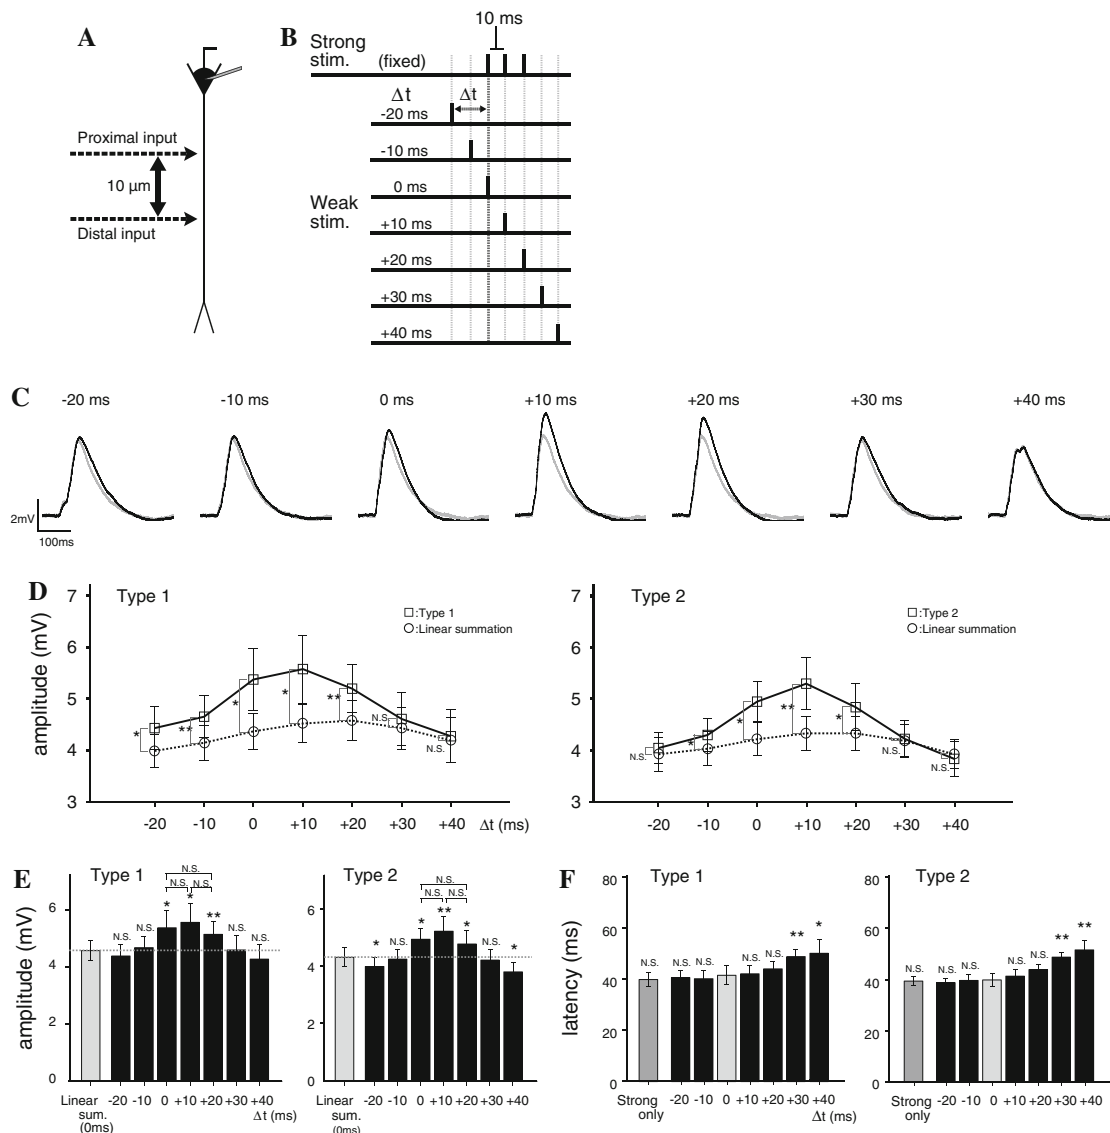 A
Proximal input
10 µm
Distal input
B
10 ms
Strong stim.
(fixed)
Δt
Δt
-20 ms
-10 ms
0 ms
Weak stim.
+10 ms
+20 ms
+30 ms
+40 ms
C
-20 ms
-10 ms
0 ms
+10 ms
+20 ms
+30 ms
+40 ms
2mV
100ms
D
Type 1
:Type 1
:Linear summation
amplitude (mV)
7
6
5
4
3
*
**
*
*
**
N.S.
N.S.
-20 -10 0 +10 +20 +30 +40 Δt (ms)
Type 2
:Type 2
:Linear summation
7
6
5
4
3
N.S.
*
*
**
*
N.S.
N.S.
-20 -10 0 +10 +20 +30 +40
E
Type 1
amplitude (mV)
6
4
2
0
N.S.
N.S. N.S.
N.S. N.S. * * ** N.S. N.S.
Linear sum. (0ms)
-20 -10 0 +10 +20 +30 +40
Δt (ms)
Type 2
6
4
2
0
N.S.
N.S. N.S.
* N.S. * ** * N.S. *
Linear sum. (0ms)
-20 -10 0 +10 +20 +30 +40
F
Type 1
latency (ms)
80
60
40
20
0
N.S. N.S. N.S. N.S. N.S. ** *
Strong only
-20 -10 0 +10 +20 +30 +40
Δt (ms)
Type 2
80
60
40
20
0
N.S. N.S. N.S. N.S. N.S. ** **
Strong only
-20 -10 0 +10 +20 +30 +40